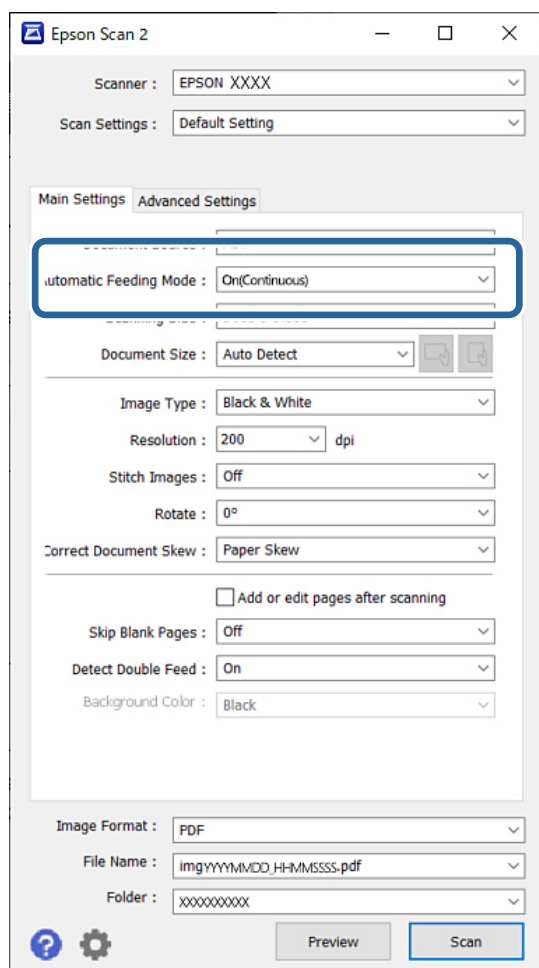 Epson Scan 2
Scanner : EPSON XXXX
Scan Settings : Default Setting
Main Settings Advanced Settings
utomatic Feeding Mode : On(Continuous)
Document Size : Auto Detect
Image Type : Black & White
Resolution : 200 dpi
Stitch Images : Off
Rotate : 0°
Correct Document Skew : Paper Skew
Add or edit pages after scanning
Skip Blank Pages : Off
Detect Double Feed : On
Background Color : Black
Image Format : PDF
File Name : imgYYYYMMDD_HHMMSSSS.pdf
Folder : XXXXXXXXXX
Preview Scan